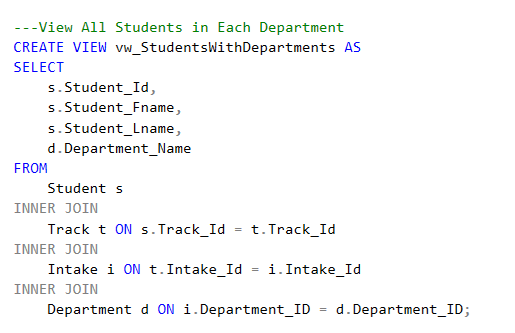 ---View All Students in Each Department
CREATE VIEW vw_StudentsWithDepartments AS
SELECT
    s.Student_Id,
    s.Student_Fname,
    s.Student_Lname,
    d.Department_Name
FROM
    Student s
INNER JOIN
    Track t ON s.Track_Id = t.Track_Id
INNER JOIN
    Intake i ON t.Intake_Id = i.Intake_Id
INNER JOIN
    Department d ON i.Department_ID = d.Department_ID;